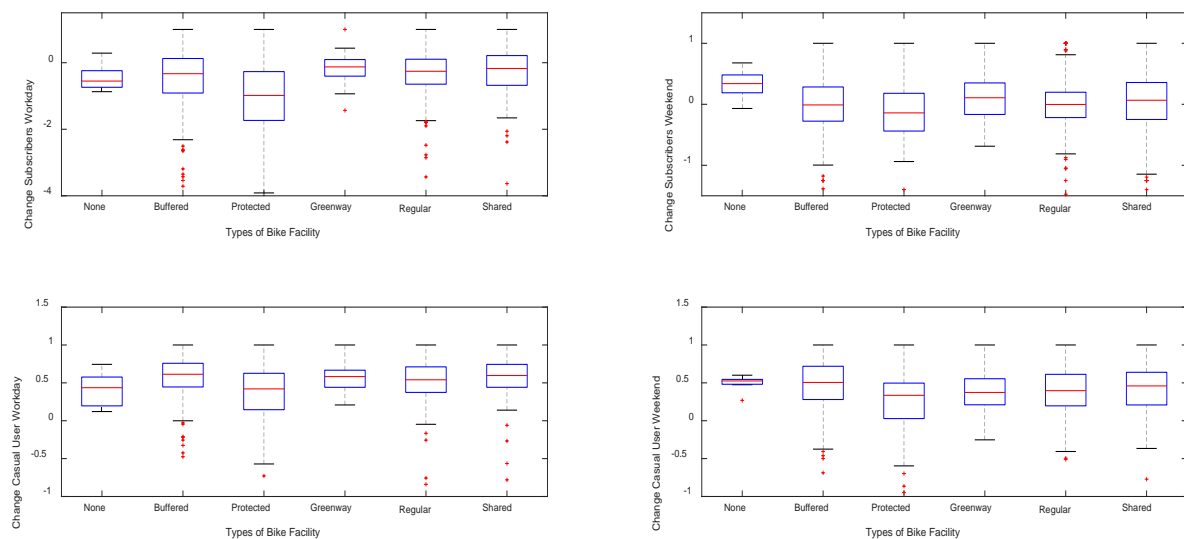 Change Subscribers Workday
0
-2
-4
None Buffered Protected Greenway Regular Shared
Types of Bike Facility
Change Subscribers Weekend
1
0
-1
None Buffered Protected Greenway Regular Shared
Types of Bike Facility
Change Casual User Workday
1.5
1
0.5
0
-0.5
-1
None Buffered Protected Greenway Regular Shared
Types of Bike Facility
Change Casual User Weekend
1.5
1
0.5
0
-0.5
-1
None Buffered Protected Greenway Regular Shared
Types of Bike Facility